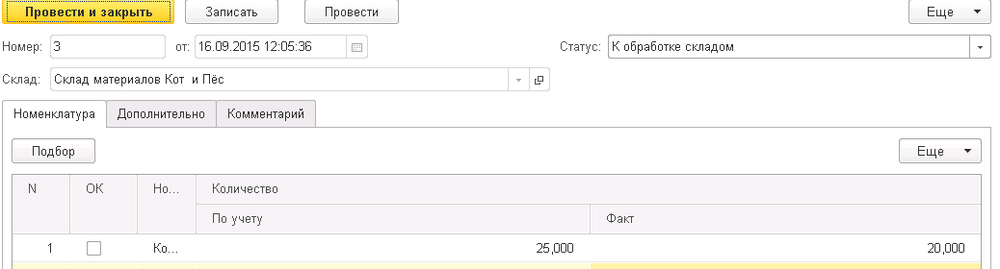 Провести и закрыть Записать Провести Еще
Номер: 3 от: 16.09.2015 12:05:36 Статус: К обработке складом
Склад: Склад материалов Кот и Пёс
Номенклатура Дополнительно Комментарий
Подбор Еще
N ОК Но... Количество
По учету Факт
1 Ко... 25,000 20,000